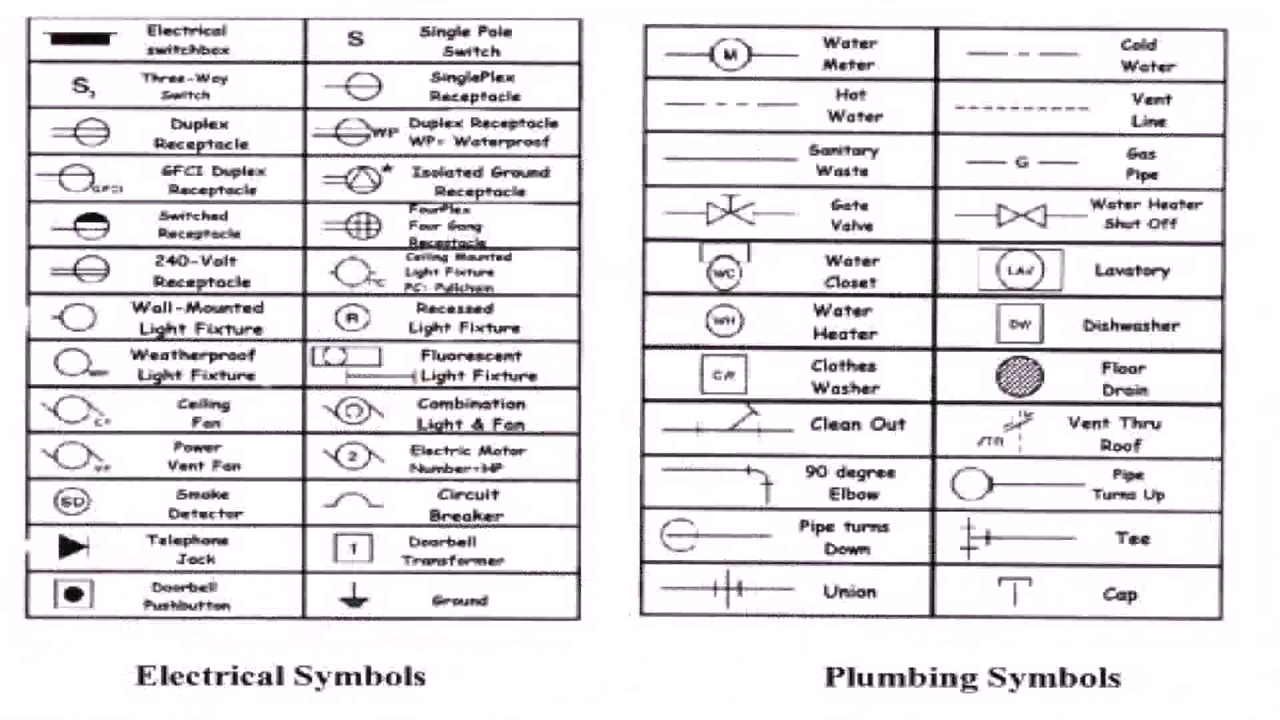 Electrical
switchbox
S
Single Pole
Switch
S3
Three-Way
Switch
SinglePlex
Receptacle
Duplex
Receptacle
WP
Duplex Receptacle
WP= Waterproof
GFCI
GFCI Duplex
Receptacle
*
Isolated Ground
Receptacle
Switched
Receptacle
FourPlex
Four Gang
Receptacle
240-Volt
Receptacle
PC
Ceiling Mounted
Light Fixture
PC: Pullchain
Wall-Mounted
Light Fixture
R
Recessed
Light Fixture
WP
Weatherproof
Light Fixture
Fluorescent
Light Fixture
CF
Ceiling
Fan
Combination
Light & Fan
VF
Power
Vent Fan
2
Electric Motor
Number=HP
SD
Smoke
Detector
Circuit
Breaker
Telephone
Jack
1
Doorbell
Transformer
Doorbell
Pushbutton
Ground
Electrical Symbols
M
Water
Meter
Cold
Water
Hot
Water
Vent
Line
Sanitary
Waste
G
Gas
Pipe
Gate
Valve
Water Heater
Shut Off
WC
Water
Closet
LAV
Lavatory
WH
Water
Heater
DW
Dishwasher
CW
Clothes
Washer
Floor
Drain
Clean Out
VTR
Vent Thru
Roof
90 degree
Elbow
Pipe
Turns Up
Pipe turns
Down
Tee
Union
Cap
Plumbing Symbols